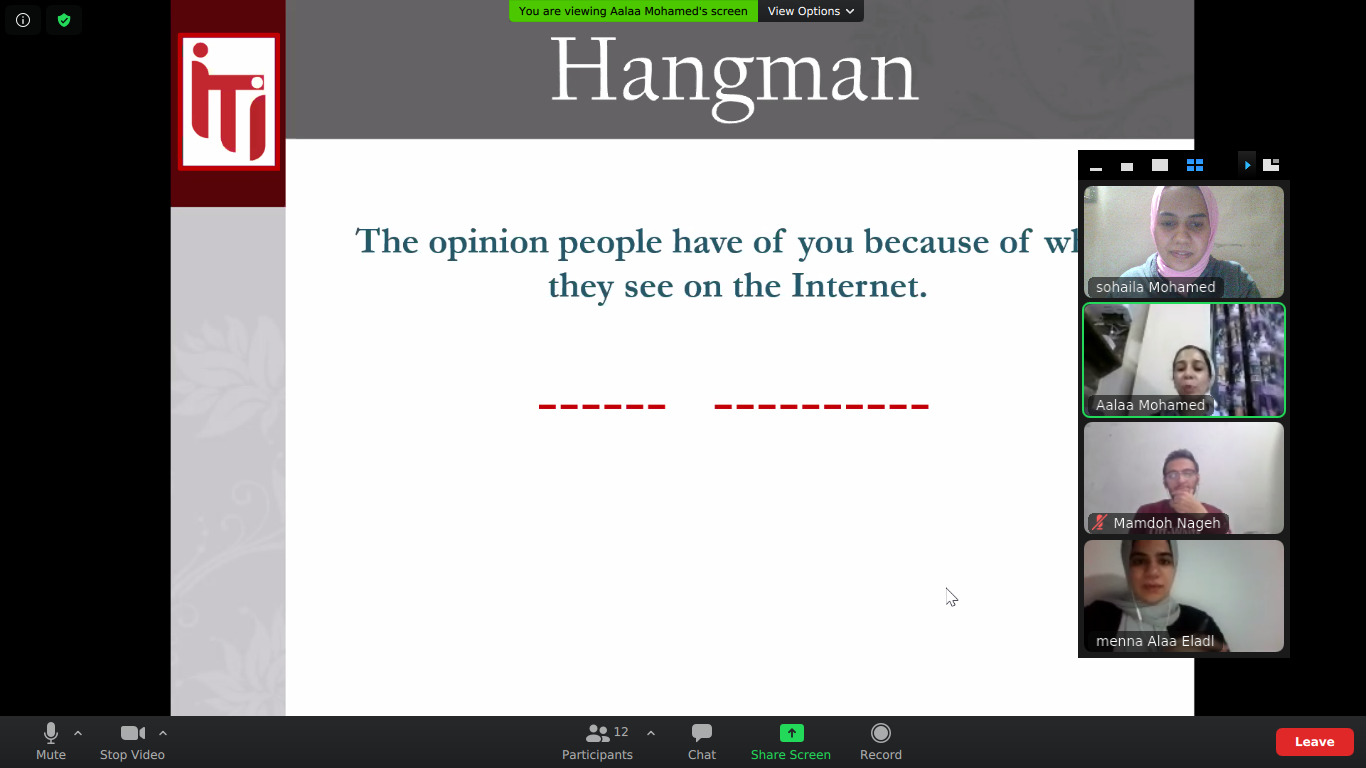 You are viewing Aalaa Mohamed's screen
View Options
iTi
Hangman
The opinion people have of you because of
they see on the Internet.
------ ----------
sohaila Mohamed
Aalaa Mohamed
Mamdoh Nageh
menna Alaa Eladl
Mute
Stop Video
12
Participants
Chat
Share Screen
Record
Leave